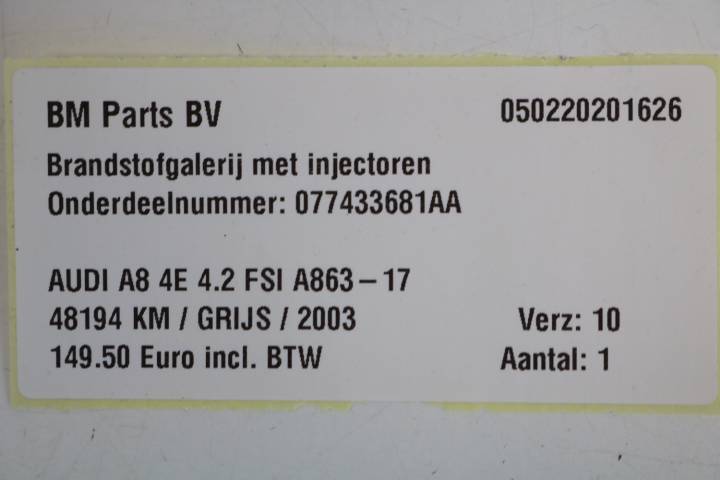 BM Parts BV 050220201626
Brandstofgalerij met injectoren
Onderdeelnummer: 077433681AA
AUDI A8 4E 4.2 FSI A863-17
48194 KM / GRIJS / 2003 Verz: 10
149.50 Euro incl. BTW Aantal: 1